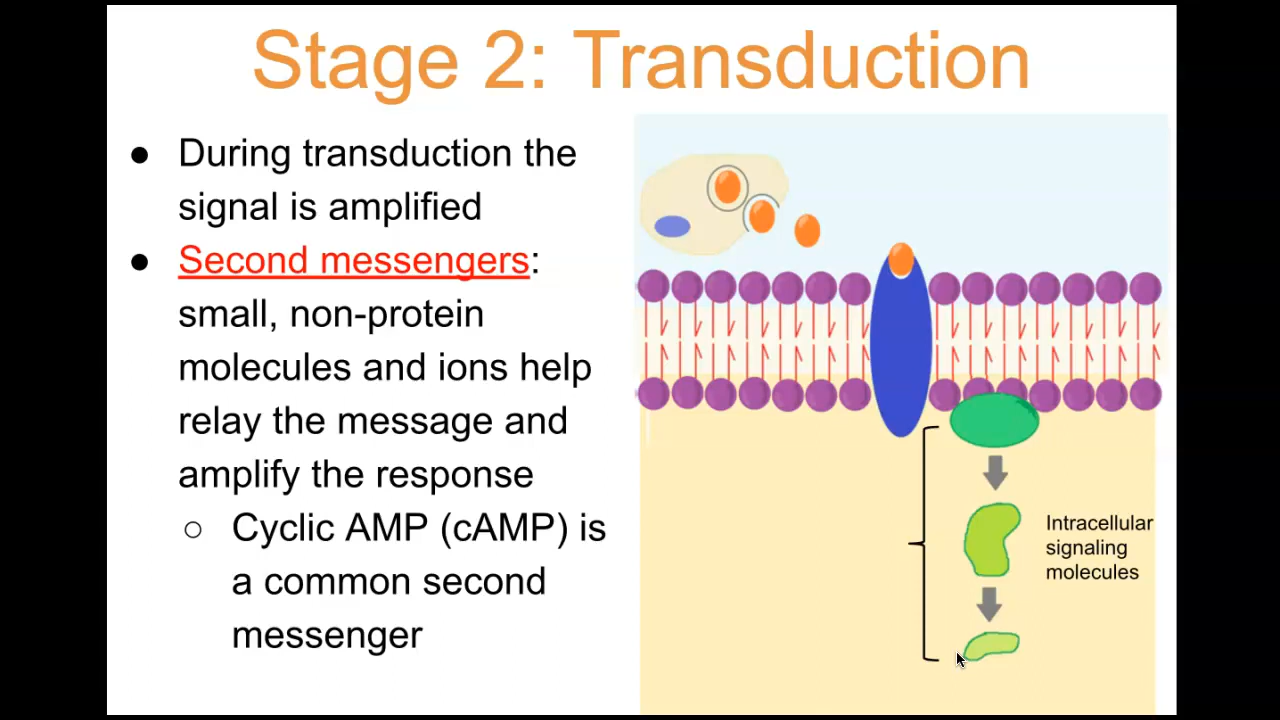 Stage 2: Transduction
● During transduction the
signal is amplified
● Second messengers:
small, non-protein
molecules and ions help
relay the message and
amplify the response
○ Cyclic AMP (cAMP) is
a common second
messenger
Intracellular
signaling
molecules